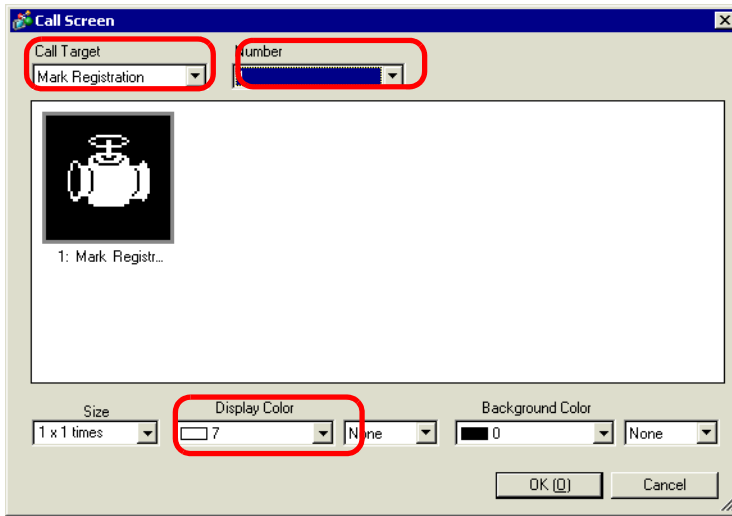 Call Screen
Call Target Number
Mark Registration
1: Mark Registr...
Size Display Color Background Color
1 x 1 times 7 None 0 None
OK (O) Cancel